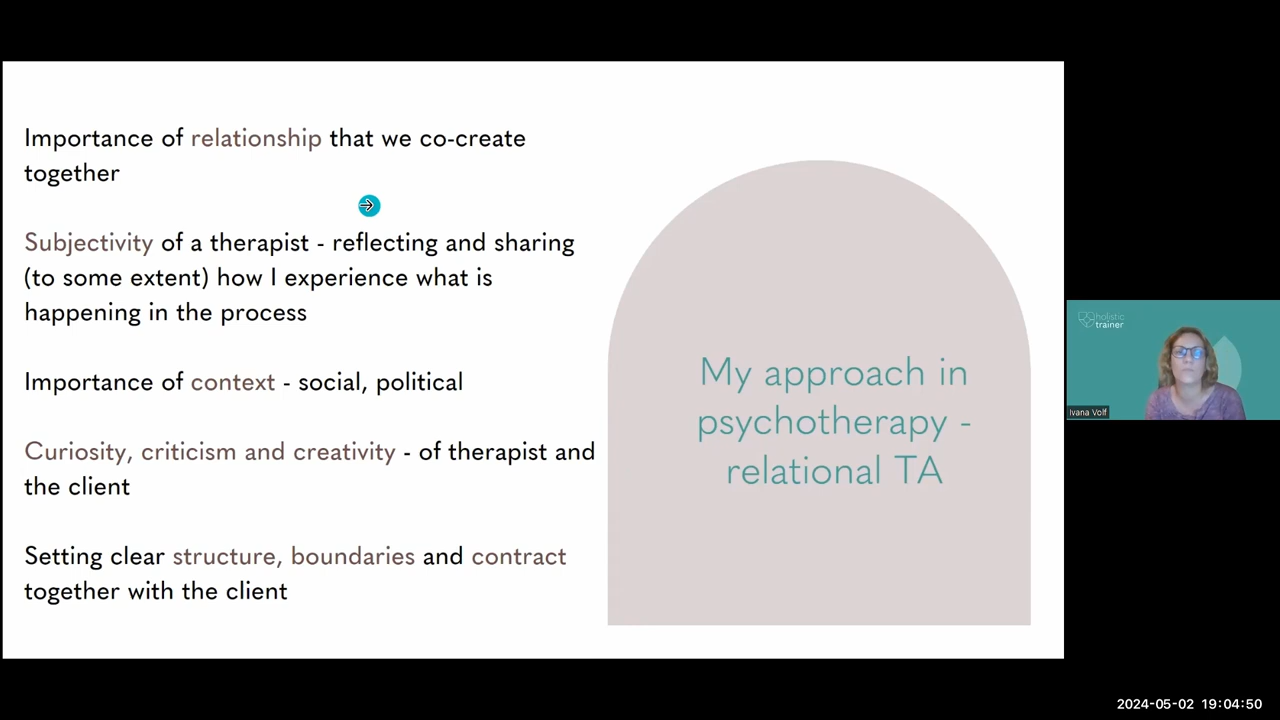 Importance of relationship that we co-create
together
Subjectivity of a therapist - reflecting and sharing
(to some extent) how I experience what is
happening in the process
Importance of context - social, political
Curiosity, criticism and creativity - of therapist and
the client
Setting clear structure, boundaries and contract
together with the client
My approach in
psychotherapy -
relational TA
holistic
trainer
Ivana Volf
2024-05-02 19:04:50